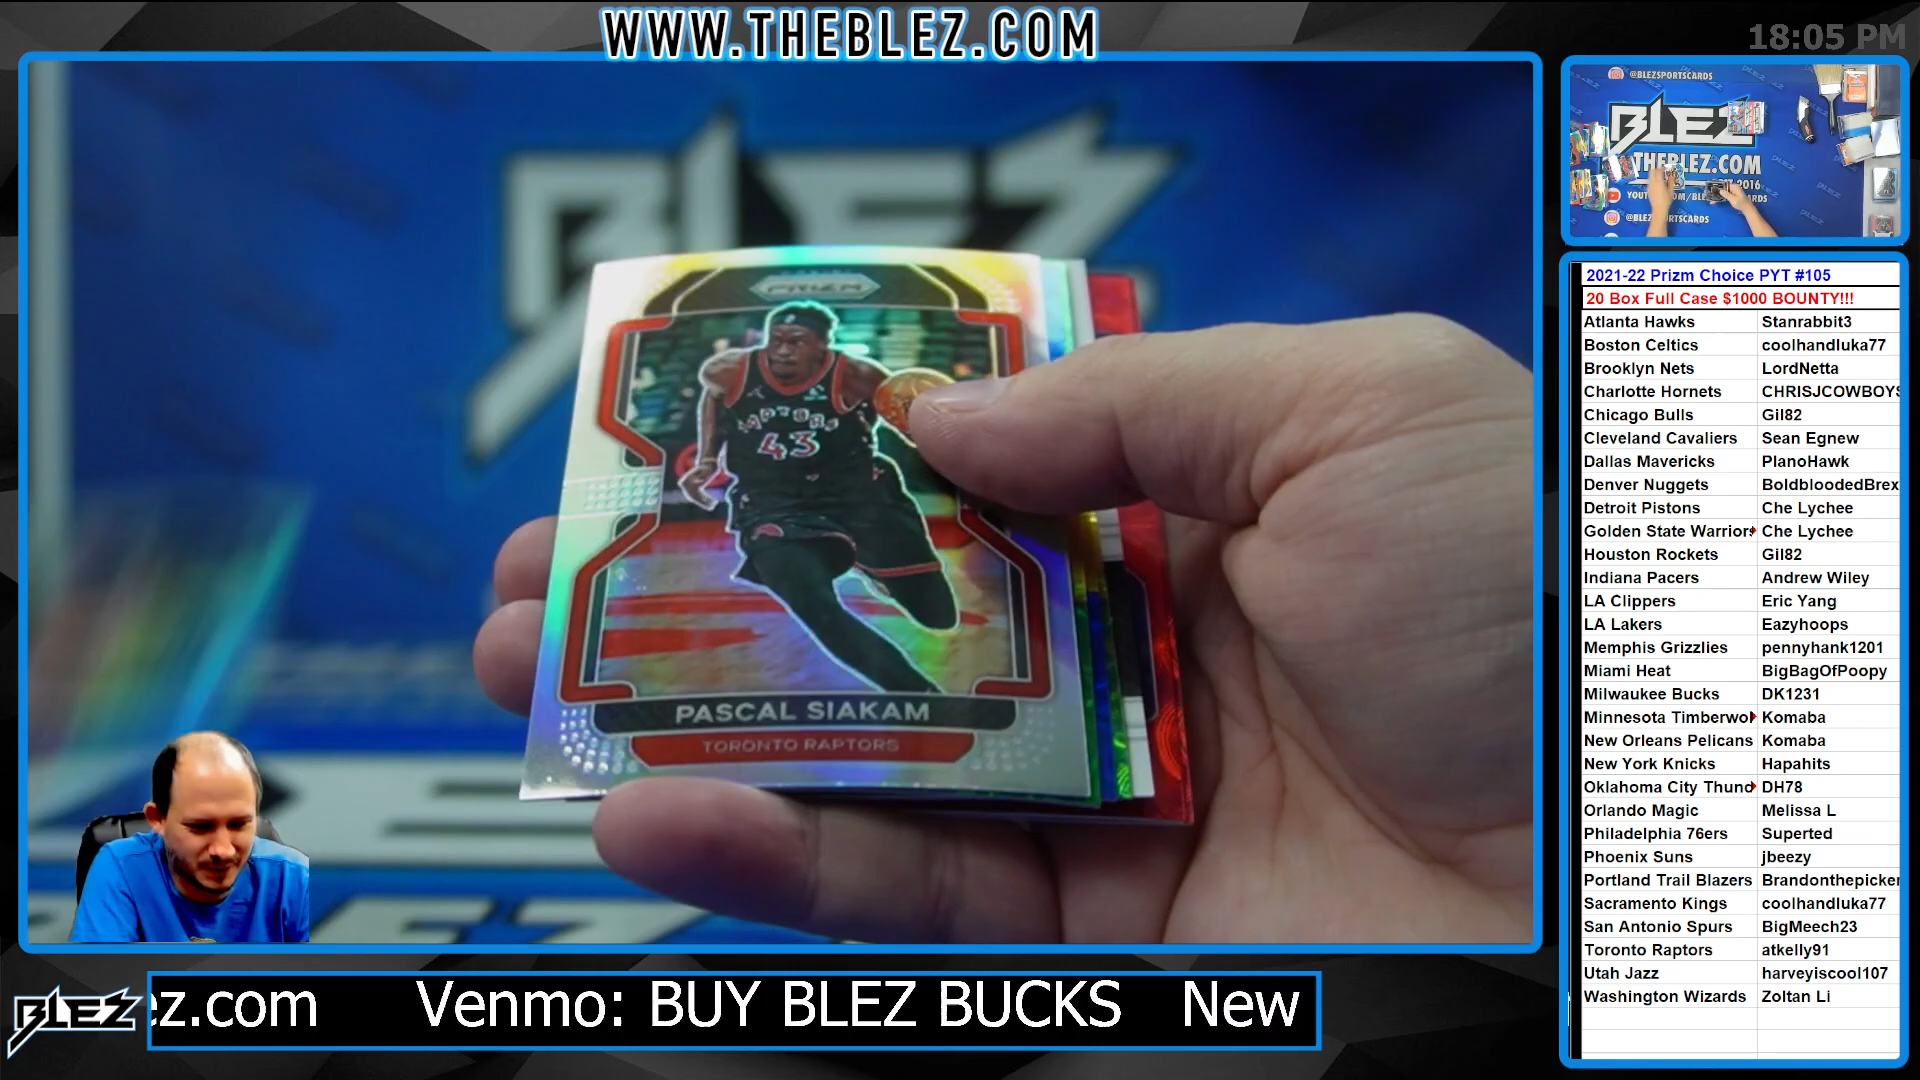 WWW.THEBLEZ.COM
18:05 PM
BLEZ
PRIZM
RAPTORS
43
PASCAL SIAKAM
TORONTO RAPTORS
@BLEZSPORTSCARDS
BLEZ
THEBLEZ.COM
2016
2021-22 Prizm Choice PYT #105
20 Box Full Case $1000 BOUNTY!!!
Atlanta Hawks Stanrabbit3
Boston Celtics coolhandluka77
Brooklyn Nets LordNetta
Charlotte Hornets CHRISJCOWBOYS
Chicago Bulls Gil82
Cleveland Cavaliers Sean Egnew
Dallas Mavericks PlanoHawk
Denver Nuggets BoldbloodedBrex
Detroit Pistons Che Lychee
Golden State Warriors Che Lychee
Houston Rockets Gil82
Indiana Pacers Andrew Wiley
LA Clippers Eric Yang
LA Lakers Eazyhoops
Memphis Grizzlies pennyhank1201
Miami Heat BigBagOfPoopy
Milwaukee Bucks DK1231
Minnesota Timberwol Komaba
New Orleans Pelicans Komaba
New York Knicks Hapahits
Oklahoma City Thund DH78
Orlando Magic Melissa L
Philadelphia 76ers Superted
Phoenix Suns jbeezy
Portland Trail Blazers Brandonthepicker
Sacramento Kings coolhandluka77
San Antonio Spurs BigMeech23
Toronto Raptors atkelly91
Utah Jazz harveyiscool107
Washington Wizards Zoltan Li
BLEZ
ez.com Venmo: BUY BLEZ BUCKS New